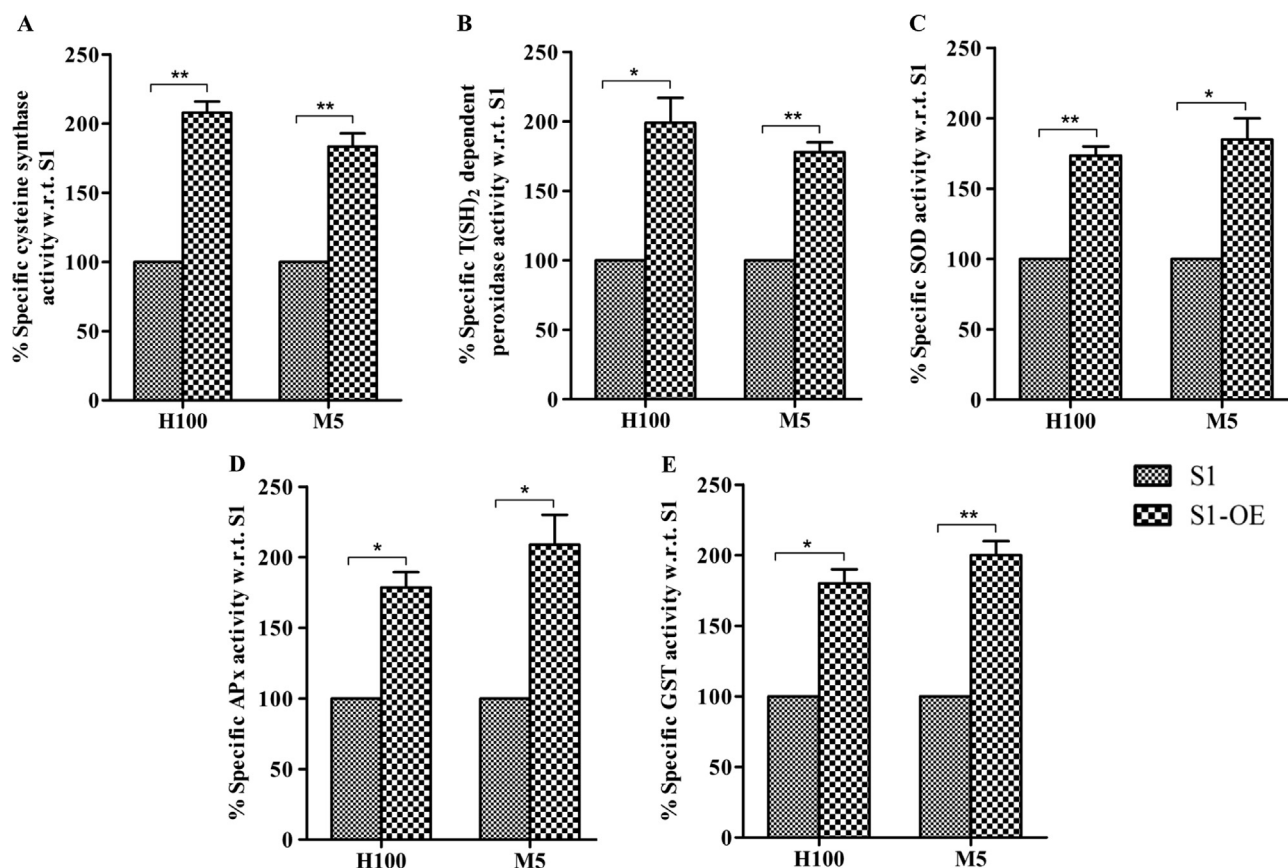 A
% Specific cysteine synthase
activity w.r.t. S1
250
200
150
100
50
0
**
**
H100
M5
B
% Specific T(SH)2 dependent
peroxidase activity w.r.t. S1
250
200
150
100
50
0
*
**
H100
M5
C
% Specific SOD activity w.r.t. S1
250
200
150
100
50
0
**
*
H100
M5
D
% Specific APx activity w.r.t. S1
250
200
150
100
50
0
*
*
H100
M5
E
% Specific GST activity w.r.t. S1
250
200
150
100
50
0
*
**
H100
M5
S1
S1-OE